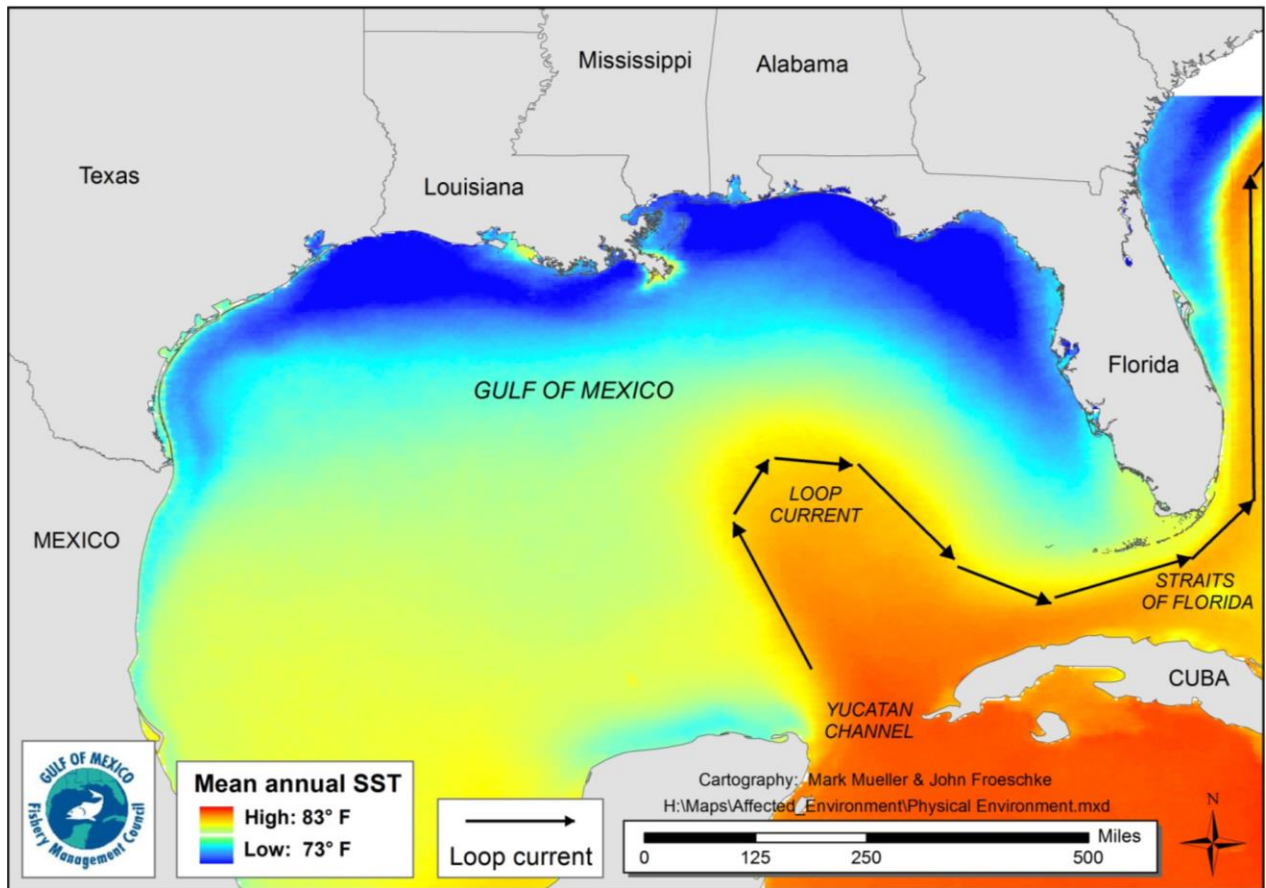 Mississippi
Alabama
Texas
Louisiana
Florida
GULF OF MEXICO
LOOP
CURRENT
MEXICO
STRAITS
OF FLORIDA
CUBA
YUCATAN
CHANNEL
GULF OF MEXICO
Fishery Management Council
Mean annual SST
High: 83° F
Low: 73° F
Loop current
Cartography: Mark Mueller & John Froeschke
H:\Maps\Affected_Environment\Physical Environment.mxd
Miles
0 125 250 500
N